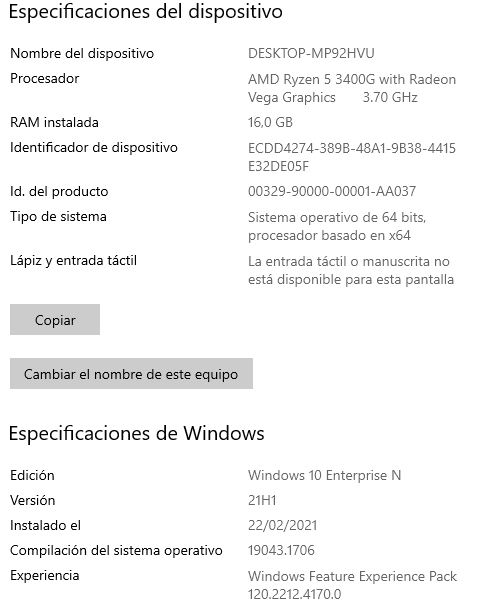 Especificaciones del dispositivo
Nombre del dispositivo DESKTOP-MP92HVU
Procesador AMD Ryzen 5 3400G with Radeon
Vega Graphics 3.70 GHz
RAM instalada 16,0 GB
Identificador de dispositivo ECDD4274-389B-48A1-9B38-4415
E32DE05F
Id. del producto 00329-90000-00001-AA037
Tipo de sistema Sistema operativo de 64 bits,
procesador basado en x64
Lápiz y entrada táctil La entrada táctil o manuscrita no
está disponible para esta pantalla
Copiar
Cambiar el nombre de este equipo
Especificaciones de Windows
Edición Windows 10 Enterprise N
Versión 21H1
Instalado el 22/02/2021
Compilación del sistema operativo 19043.1706
Experiencia Windows Feature Experience Pack
120.2212.4170.0